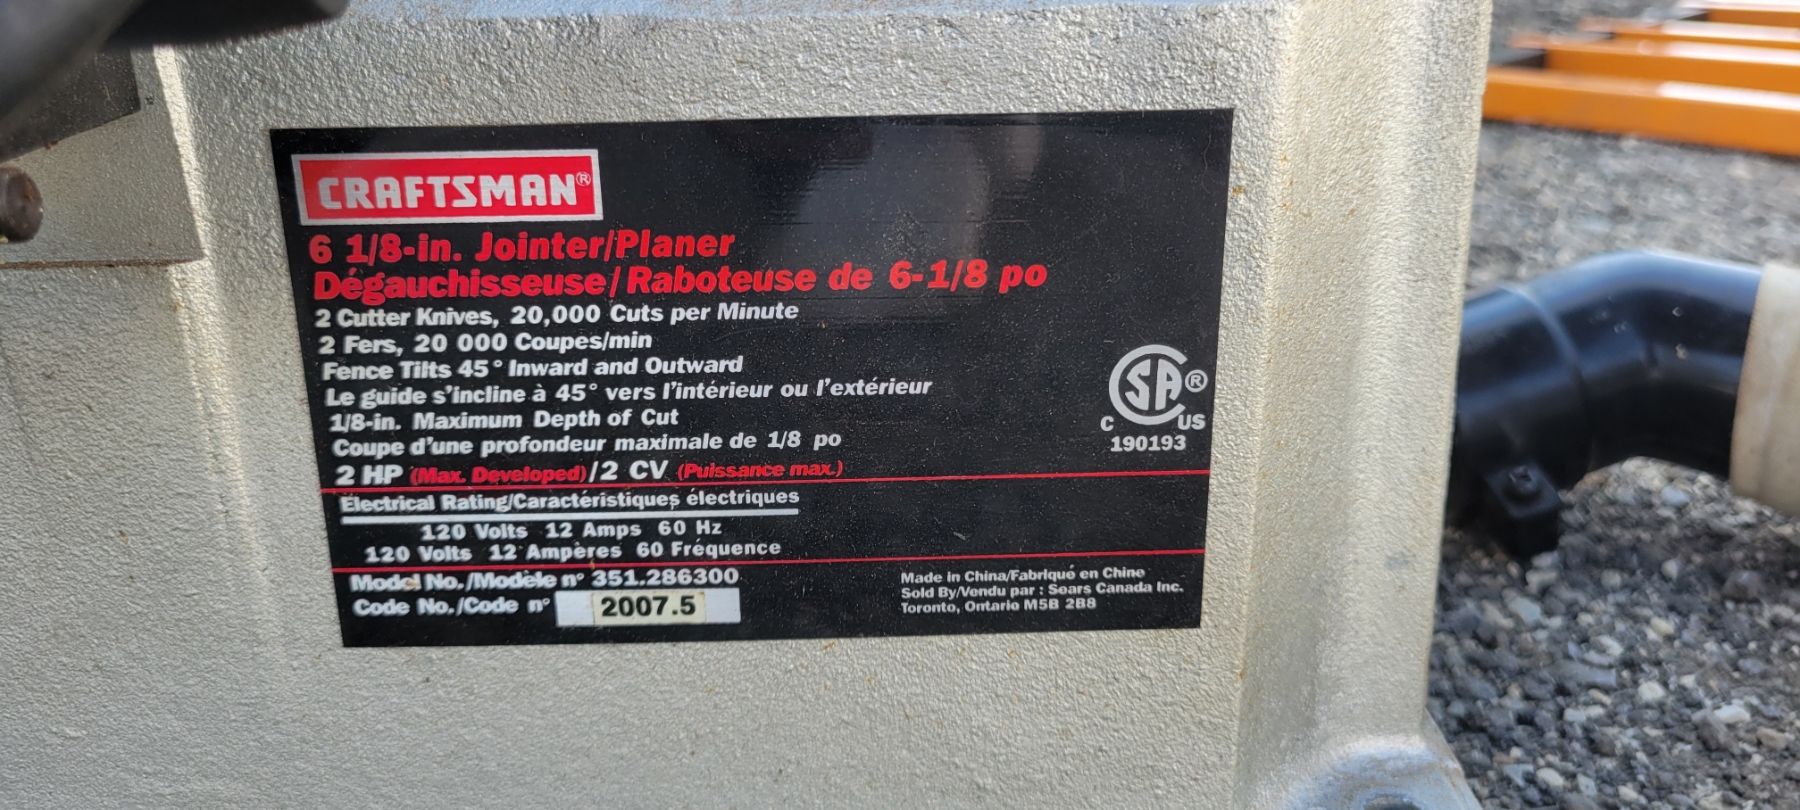 CRAFTSMAN®
6 1/8-in. Jointer/Planer
Dégauchisseuse/Raboteuse de 6-1/8 po
2 Cutter Knives, 20,000 Cuts per Minute
2 Fers, 20 000 Coupes/min
Fence Tilts 45° Inward and Outward
Le guide s'incline à 45° vers l'intérieur ou l'extérieur
1/8-in. Maximum Depth of Cut
Coupe d'une profondeur maximale de 1/8 po
2 HP (Max. Developed)/2 CV (Puissance max.)
Electrical Rating/Caractéristiques électriques
120 Volts 12 Amps 60 Hz
120 Volts 12 Ampères 60 Fréquence
Model No./Modèle n° 351.286300
Code No./Code n° 2007.5
SA®
C US
190193
Made in China/Fabriqué en Chine
Sold By/Vendu par : Sears Canada Inc.
Toronto, Ontario M5B 2B8